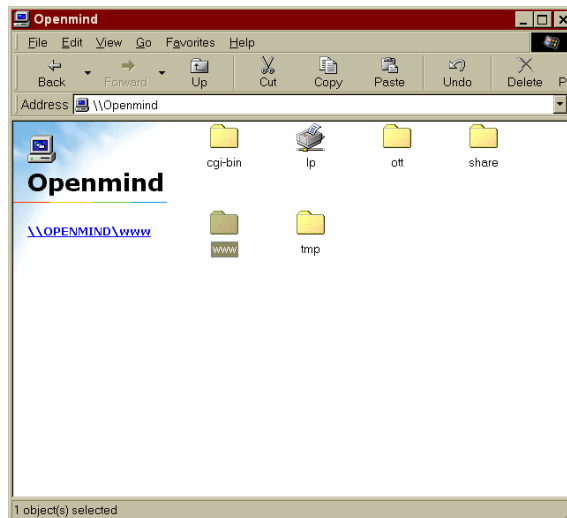 Openmind
File Edit View Go Favorites Help
Back Forward Up Cut Copy Paste Undo Delete P
Address \\Openmind
cgi-bin lp ott share
Openmind
\\OPENMIND\www
www tmp
1 object(s) selected